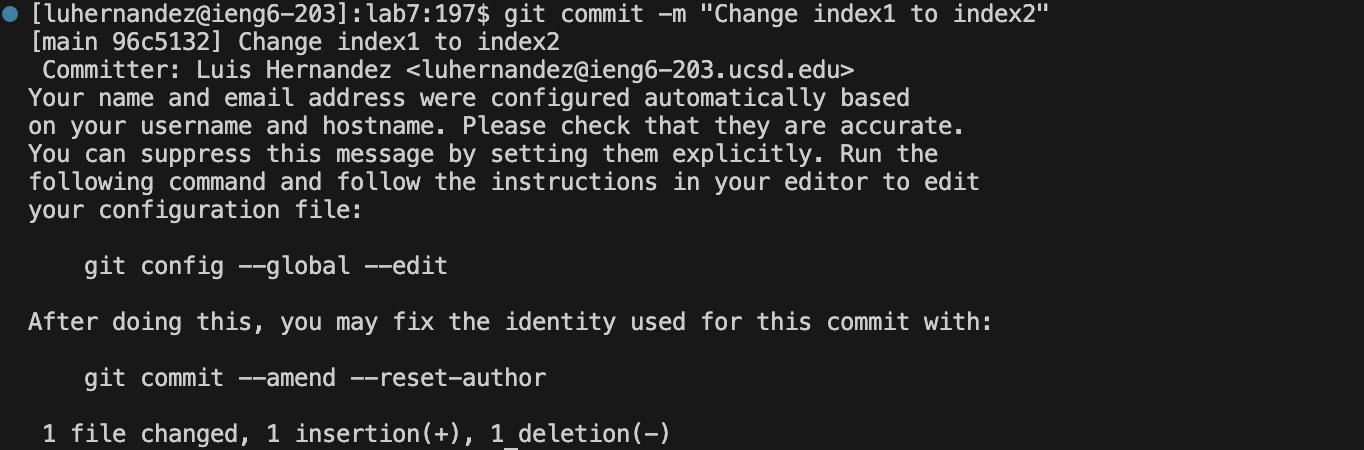 [luhernandez@ieng6-203]:lab7:197$ git commit -m "Change index1 to index2"
[main 96c5132] Change index1 to index2
Committer: Luis Hernandez <luhernandez@ieng6-203.ucsd.edu>
Your name and email address were configured automatically based
on your username and hostname. Please check that they are accurate.
You can suppress this message by setting them explicitly. Run the
following command and follow the instructions in your editor to edit
your configuration file:
git config --global --edit
After doing this, you may fix the identity used for this commit with:
git commit --amend --reset-author
1 file changed, 1 insertion(+), 1 deletion(-)